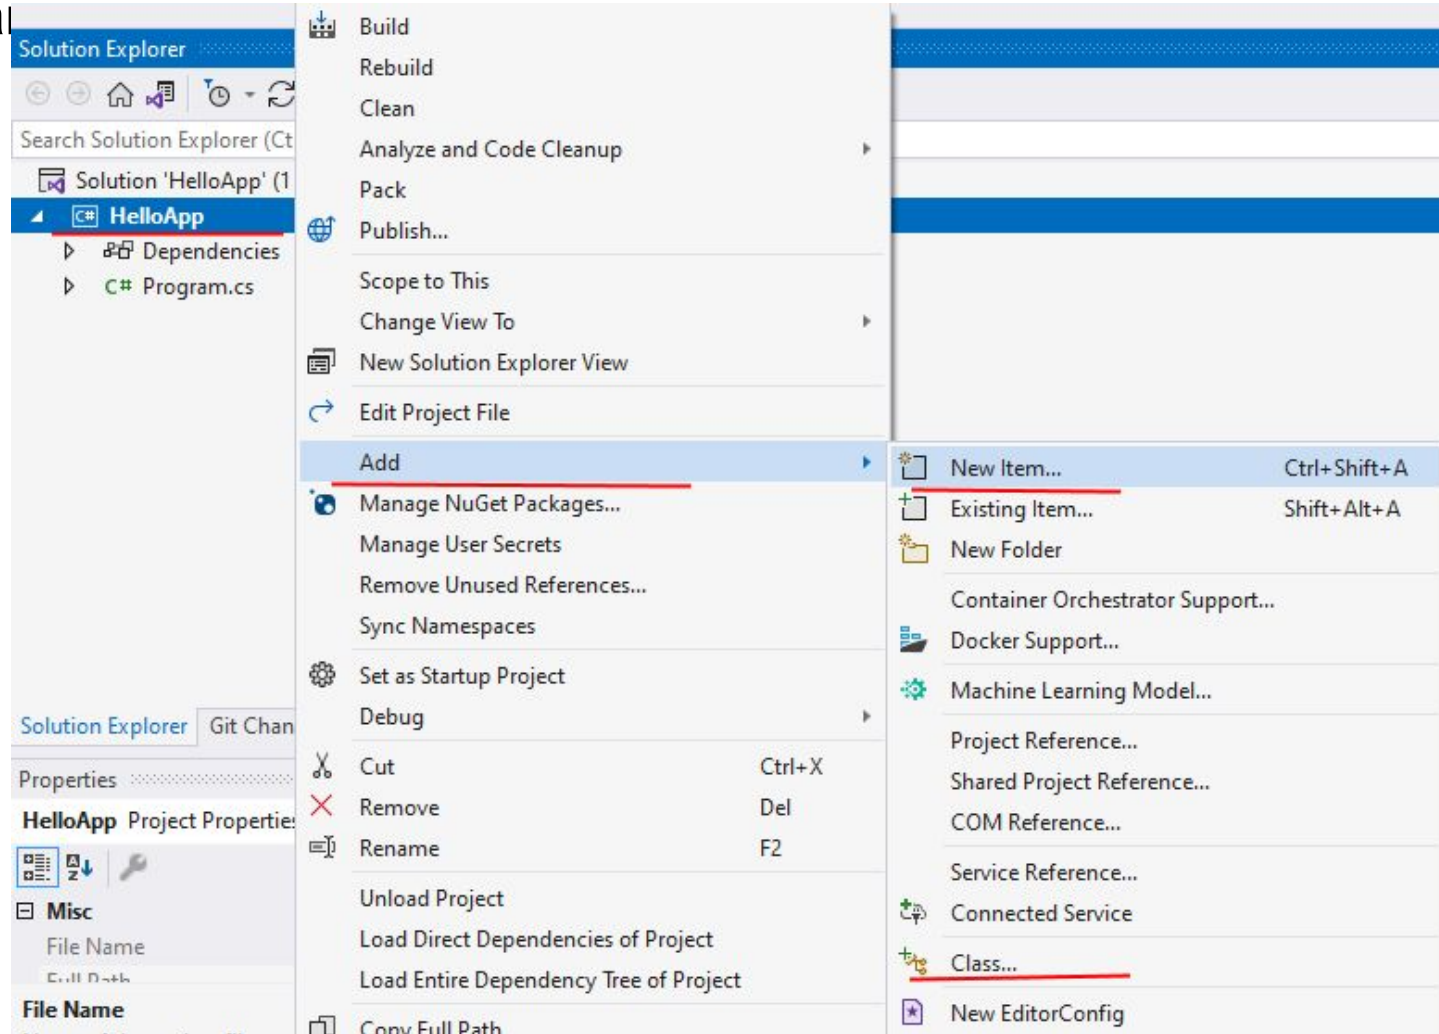 Solution Explorer
Search Solution Explorer (Ct
Solution 'HelloApp' (1
C# HelloApp
Dependencies
C# Program.cs
Solution Explorer Git Chan
Properties
HelloApp Project Propertie
Misc
File Name
Full Path
File Name
Build
Rebuild
Clean
Analyze and Code Cleanup
Pack
Publish...
Scope to This
Change View To
New Solution Explorer View
Edit Project File
Add
Manage NuGet Packages...
Manage User Secrets
Remove Unused References...
Sync Namespaces
Set as Startup Project
Debug
Cut Ctrl+X
Remove Del
Rename F2
Unload Project
Load Direct Dependencies of Project
Load Entire Dependency Tree of Project
Copy Full Path
New Item... Ctrl+Shift+A
Existing Item... Shift+Alt+A
New Folder
Container Orchestrator Support...
Docker Support...
Machine Learning Model...
Project Reference...
Shared Project Reference...
COM Reference...
Service Reference...
Connected Service
Class...
New EditorConfig